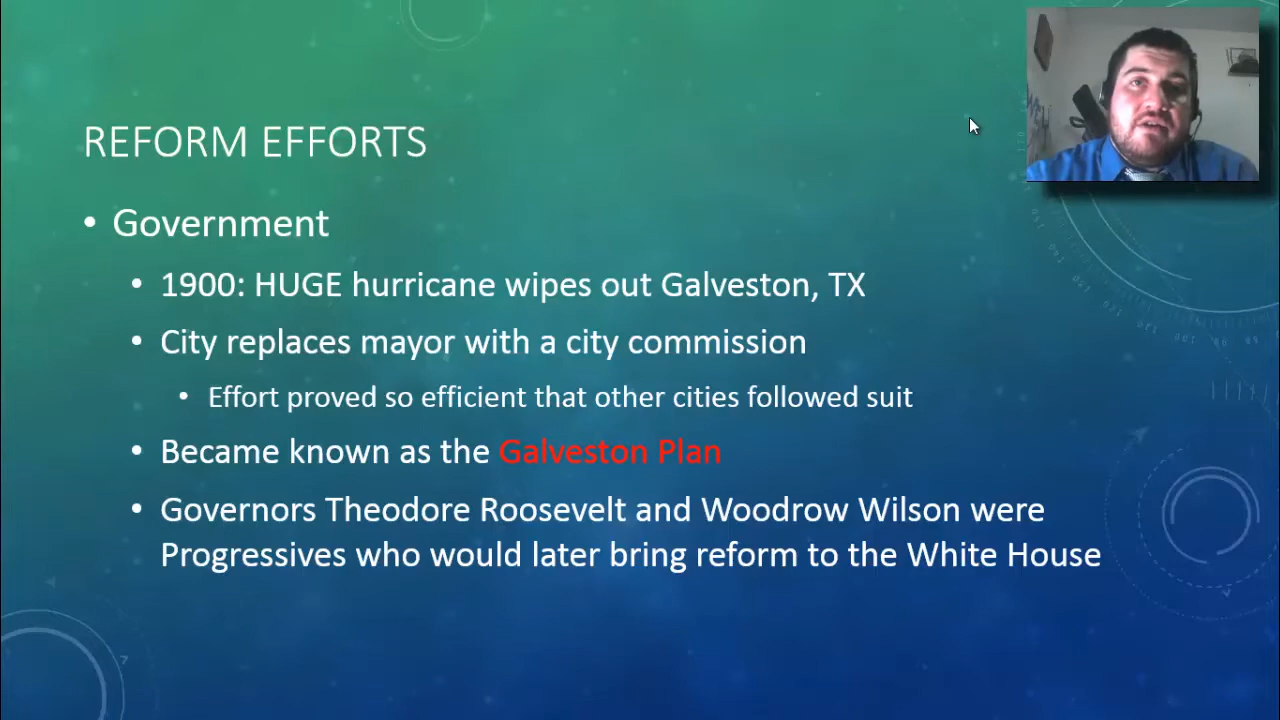 REFORM EFFORTS
• Government
• 1900: HUGE hurricane wipes out Galveston, TX
• City replaces mayor with a city commission
• Effort proved so efficient that other cities followed suit
• Became known as the Galveston Plan
• Governors Theodore Roosevelt and Woodrow Wilson were
Progressives who would later bring reform to the White House